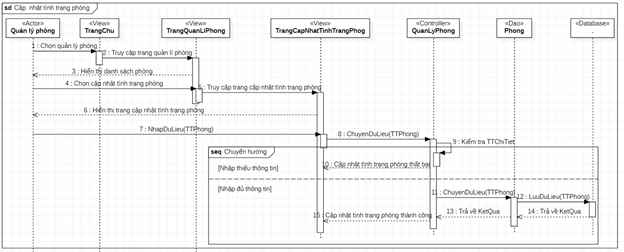 sd Cập nhật tình trang phòng
«Actor»
Quản lý phòng
«View»
TrangChu
«View»
TrangQuanLiPhong
«View»
TrangCapNhatTinhTrangPhog
«Controller»
QuanLyPhong
«Dao»
Phong
«Database»
.
1 : Chọn quản lý phòng
2 : Truy cập trang quản lí phòng
3 : Hiển thị danh sách phòng
4 : Chọn cập nhật tình trang phòng
5 : Truy cập trang cập nhật tình trạng phòng
6 : Hiển thị trang cập nhật tình trang phòng
7 : NhapDuLieu(TTPhong)
8 : ChuyenDuLieu(TTPhong)
9 : Kiểm tra TTChiTiet
seq Chuyển hướng
[Nhập thiếu thông tin]
10 : Cập nhật tình trạng phòng thất bại
[Nhập đủ thông tin]
11 : ChuyenDuLieu(TTPhong)
12 : LuuDuLieu(TTPhong)
13 : Trả về KetQua
14 : Trả về KetQua
15 : Cập nhật tình trạng phòng thành công